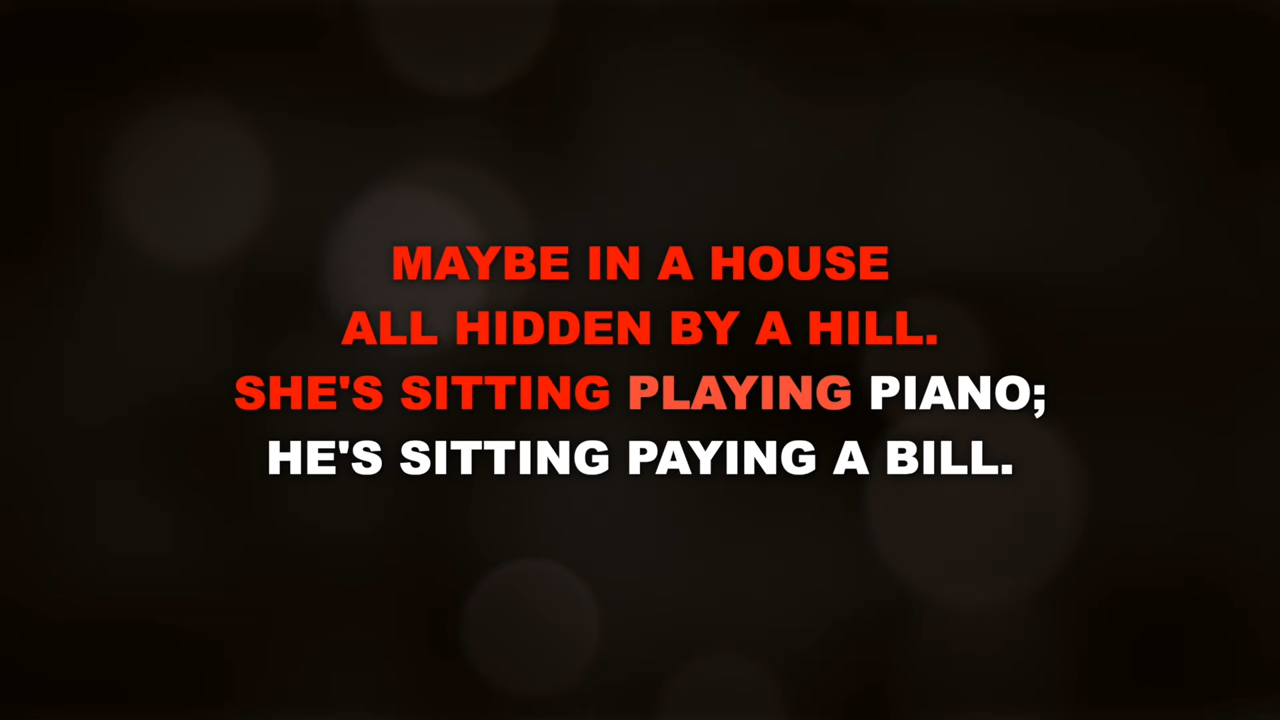 MAYBE IN A HOUSE
ALL HIDDEN BY A HILL.
SHE'S SITTING PLAYING PIANO;
HE'S SITTING PAYING A BILL.